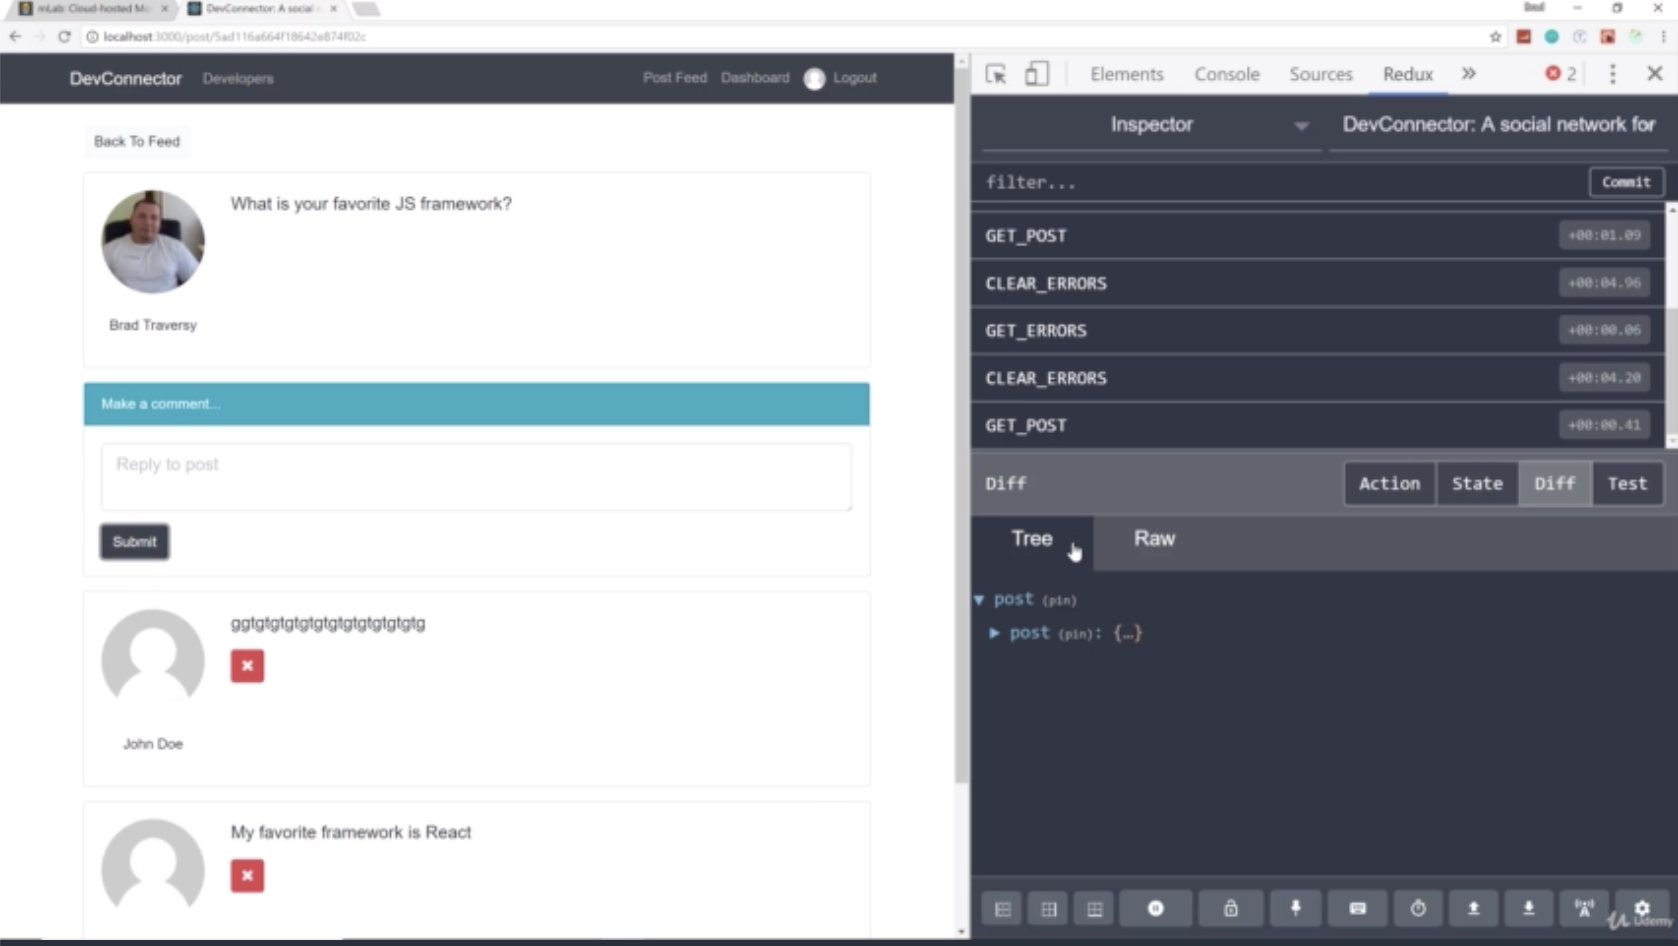 mLab: Cloud-hosted Mo
DevConnector: A social n
localhost:3000/post/5ad116a664f18642e874f02c
DevConnector Developers Post Feed Dashboard Logout
Back To Feed
What is your favorite JS framework?
Brad Traversy
Make a comment...
Reply to post
Submit
ggtgtgtgtgtgtgtgtgtgtgtgtg
John Doe
My favorite framework is React
Elements Console Sources Redux 2
Inspector DevConnector: A social network for
filter... Commit
GET_POST +00:01.09
CLEAR_ERRORS +00:04.96
GET_ERRORS +00:00.06
CLEAR_ERRORS +00:04.20
GET_POST +00:00.41
Diff Action State Diff Test
Tree Raw
post (pin)
post (pin): {…}
Udemy